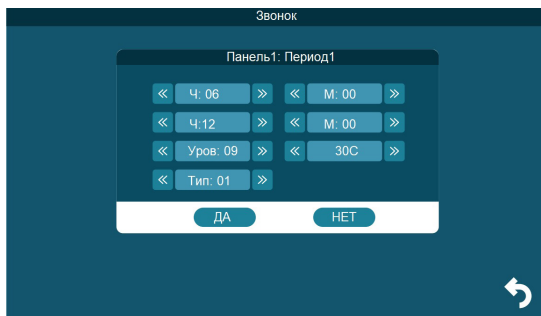 Звонок
Панель1: Период1
Ч: 06 М: 00
Ч:12 М: 00
Уров: 09 30С
Тип: 01
ДА НЕТ